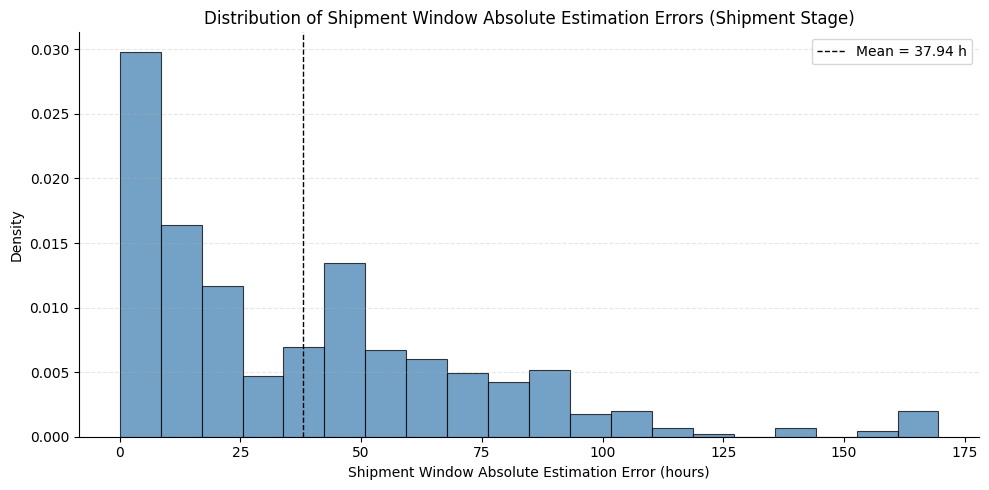 Distribution of Shipment Window Absolute Estimation Errors (Shipment Stage)
Mean = 37.94 h
Density
0.030
0.025
0.020
0.015
0.010
0.005
0.000
0 25 50 75 100 125 150 175
Shipment Window Absolute Estimation Error (hours)